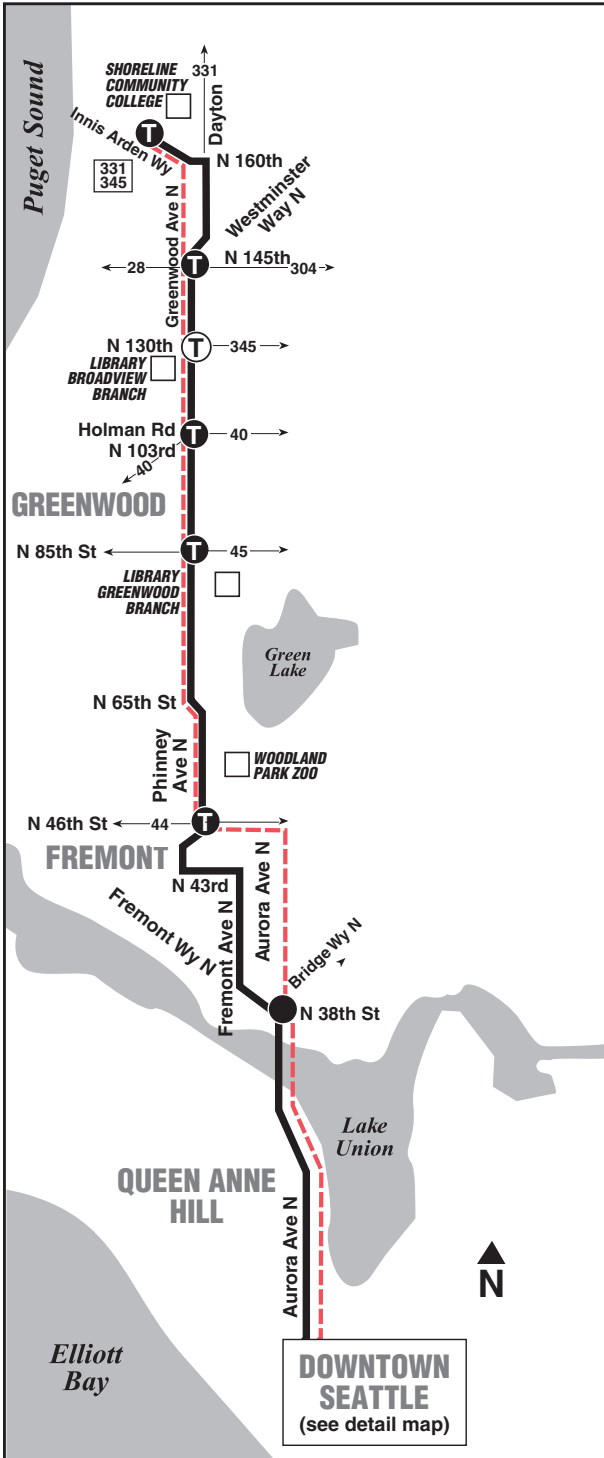 SHORELINE
COMMUNITY
COLLEGE
331
Dayton
Puget Sound
T
Innis Arden Wy
N 160th
331
345
Greenwood Ave N
Westminster
Way N
T
N 145th
28
304
N 130th
T
345
LIBRARY
BROADVIEW
BRANCH
Holman Rd
N 103rd
T
40
40
GREENWOOD
N 85th St
T
45
LIBRARY
GREENWOOD
BRANCH
Green
Lake
N 65th St
Phinney
Ave N
WOODLAND
PARK ZOO
N 46th St
44
T
FREMONT
N 43rd
Aurora Ave N
Fremont Wy N
Fremont Ave N
Bridge Wy N
N 38th St
Lake
Union
QUEEN ANNE
HILL
Aurora Ave N
N
Elliott
Bay
DOWNTOWN
SEATTLE
(see detail map)